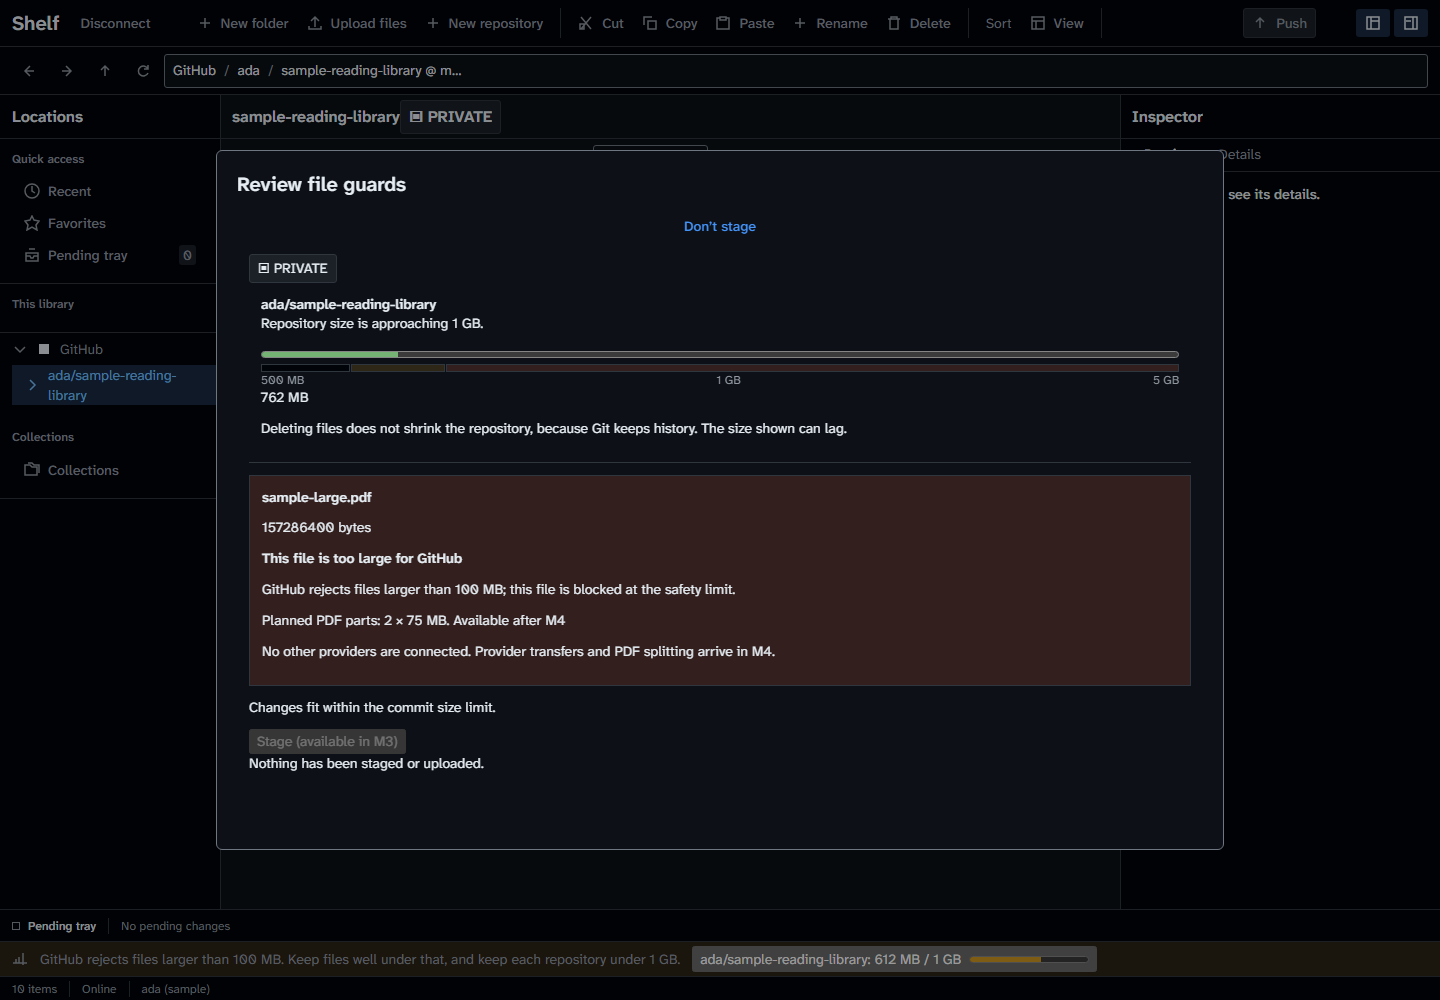 Shelf
Disconnect
New folder
Upload files
New repository
Cut
Copy
Paste
Rename
Delete
Sort
View
Push
GitHub / ada / sample-reading-library @ m...
Locations
sample-reading-library PRIVATE
Inspector
Quick access
Details
Recent
see its details.
Favorites
Pending tray 0
This library
GitHub
ada/sample-reading-
library
Collections
Collections
Review file guards
Don't stage
PRIVATE
ada/sample-reading-library
Repository size is approaching 1 GB.
500 MB 1 GB 5 GB
762 MB
Deleting files does not shrink the repository, because Git keeps history. The size shown can lag.
sample-large.pdf
157286400 bytes
This file is too large for GitHub
GitHub rejects files larger than 100 MB; this file is blocked at the safety limit.
Planned PDF parts: 2 × 75 MB. Available after M4
No other providers are connected. Provider transfers and PDF splitting arrive in M4.
Changes fit within the commit size limit.
Stage (available in M3)
Nothing has been staged or uploaded.
Pending tray No pending changes
GitHub rejects files larger than 100 MB. Keep files well under that, and keep each repository under 1 GB. ada/sample-reading-library: 612 MB / 1 GB
10 items Online ada (sample)